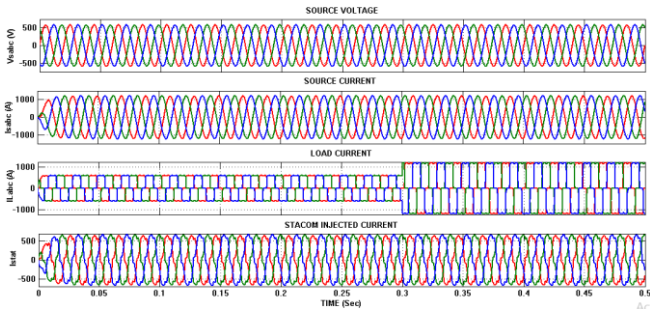 SOURCE VOLTAGE
Vsabc (V)
500
0
-500
SOURCE CURRENT
Isabc (A)
1000
0
-1000
LOAD CURRENT
ILabc (A)
1000
0
-1000
STACOM INJECTED CURRENT
Istat
500
0
-500
0 0.05 0.1 0.15 0.2 0.25 0.3 0.35 0.4 0.45 0.5
TIME (Sec)
Ac